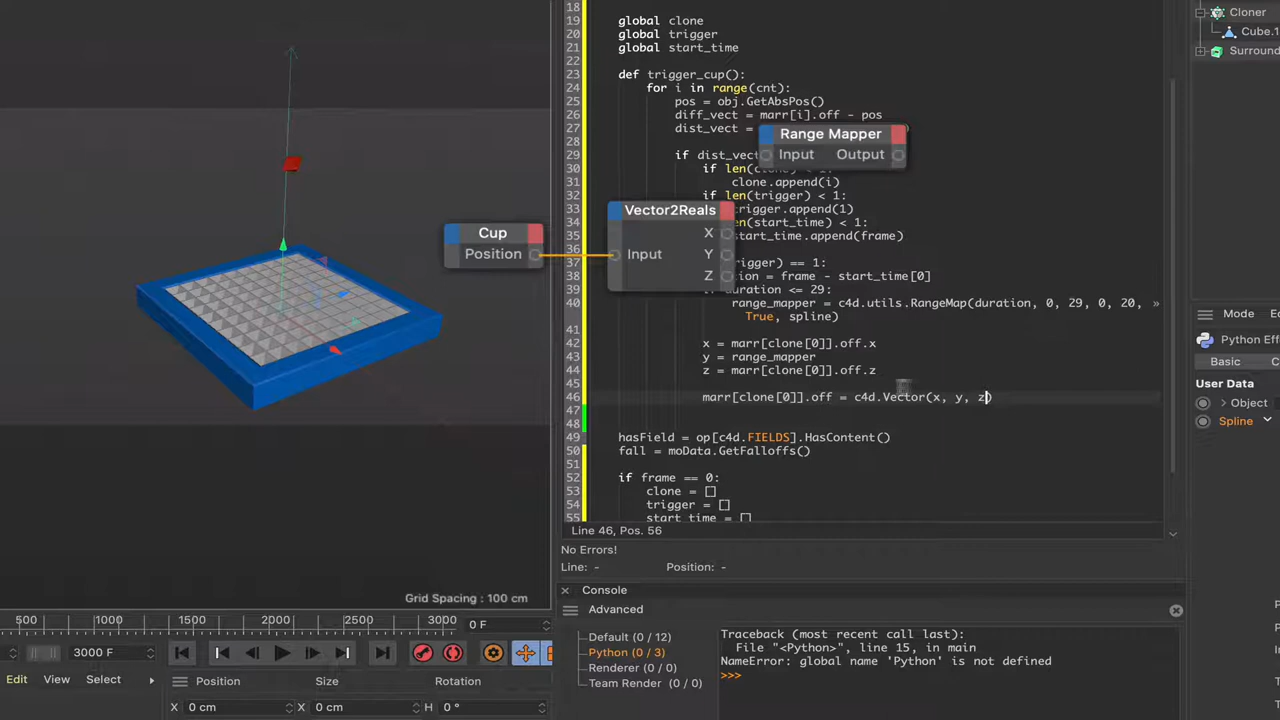 18
19 global clone
20 global trigger
21 global start_time
22
23 def trigger_cup():
24 for i in range(cnt):
25 pos = obj.GetAbsPos()
26 diff_vect = marr[i].off - pos
27 dist_vect =
28
29 if dist_vect
30 if len(clone) < 1:
31 clone.append(i)
32 if len(trigger) < 1:
33 trigger.append(1)
34 len(start_time) < 1:
35 start_time.append(frame)
36
37 trigger) == 1:
38 ion = frame - start_time[0]
39 duration <= 29:
40 range_mapper = c4d.utils.RangeMap(duration, 0, 29, 0, 20, »
True, spline)
41
42 x = marr[clone[0]].off.x
43 y = range_mapper
44 z = marr[clone[0]].off.z
45
46 marr[clone[0]].off = c4d.Vector(x, y, z)
47
48
49 hasField = op[c4d.FIELDS].HasContent()
50 fall = moData.GetFalloffs()
51
52 if frame == 0:
53 clone = []
54 trigger = []
55 start_time = []
Range Mapper
Input Output
Vector2Reals
X
Input Y
Z
Cup
Position
Line 46, Pos. 56
No Errors!
Line: - Position: -
Console
Advanced
Default (0 / 12)
Python (0 / 3)
Renderer (0 / 0)
Team Render (0 / 0)
Traceback (most recent call last):
File "<Python>", line 15, in main
NameError: global name 'Python' is not defined
>>>
Grid Spacing : 100 cm
500 1000 1500 2000 2500 3000 0 F
3000 F
Edit View Select Position Size Rotation
X 0 cm X 0 cm H 0 °
Cloner
Cube.1
Surround
Mode E
Python Effe
Basic
User Data
Object
Spline